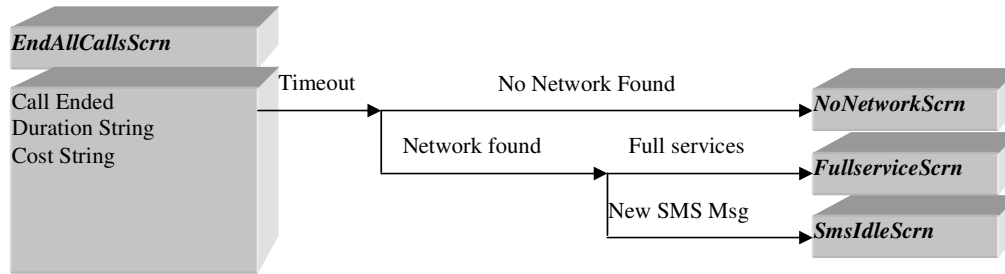 EndAllCallsScrn
Call Ended
Duration String
Cost String
Timeout
No Network Found
NoNetworkScrn
Network found
Full services
FullserviceScrn
New SMS Msg
SmsIdleScrn